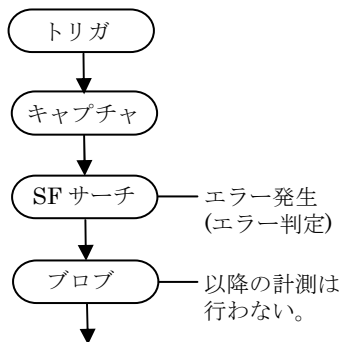 トリガ
キャプチャ
SF サーチ
エラー発生
(エラー判定)
ブロブ
以降の計測は
行わない。